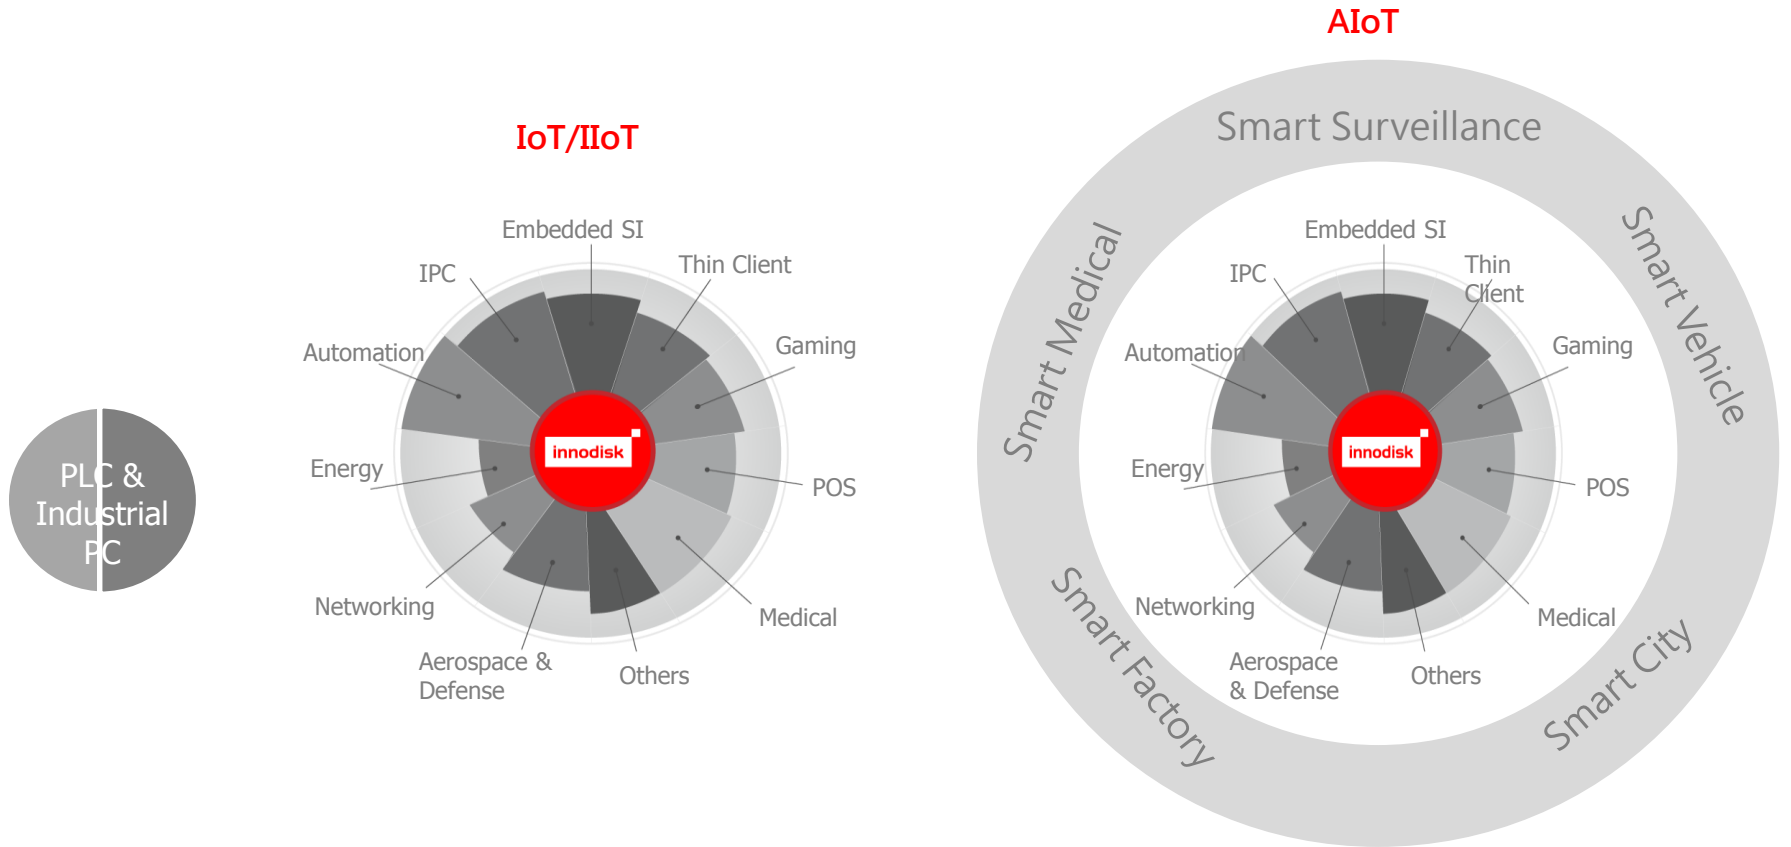 PLC &
Industrial
PC
IoT/IIoT
Embedded SI
IPC
Thin Client
Automation
Gaming
Energy
innodisk
POS
Networking
Medical
Aerospace &
Defense
Others
AIoT
Smart Surveillance
Smart Medical
Smart Vehicle
Smart Factory
Smart City
Embedded SI
IPC
Thin
Client
Automation
Gaming
Energy
innodisk
POS
Networking
Medical
Aerospace
& Defense
Others